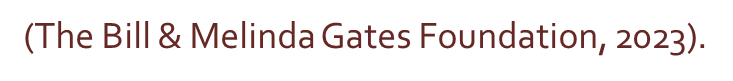 (The Bill & Melinda Gates Foundation, 2023).